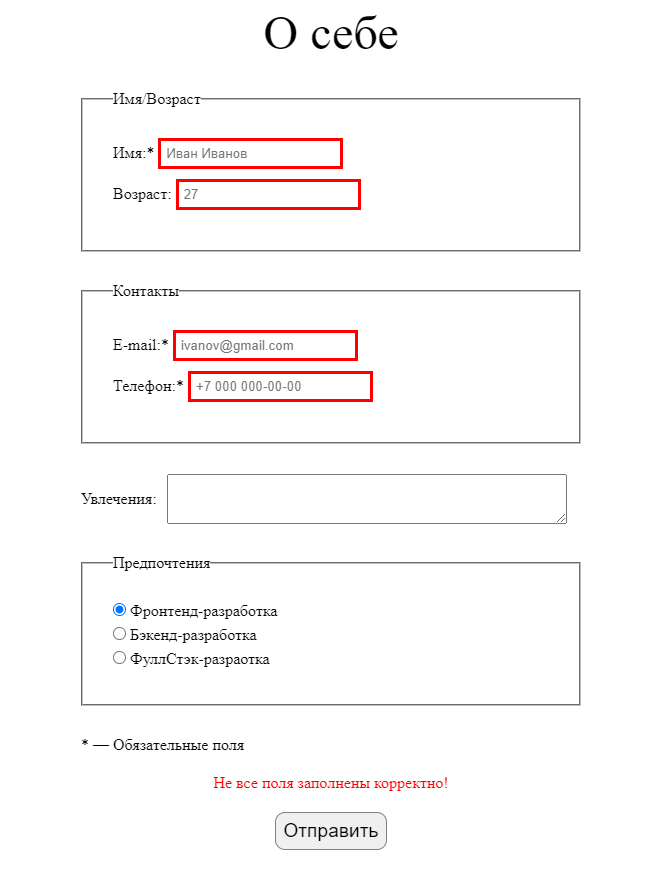 О себе
Имя/Возраст
Имя:* Иван Иванов
Возраст: 27
Контакты
E-mail:* ivanov@gmail.com
Телефон:* +7 000 000-00-00
Увлечения:
Предпочтения
Фронтенд-разработка
Бэкенд-разработка
ФуллСтэк-разраотка
* — Обязательные поля
Не все поля заполнены корректно!
Отправить